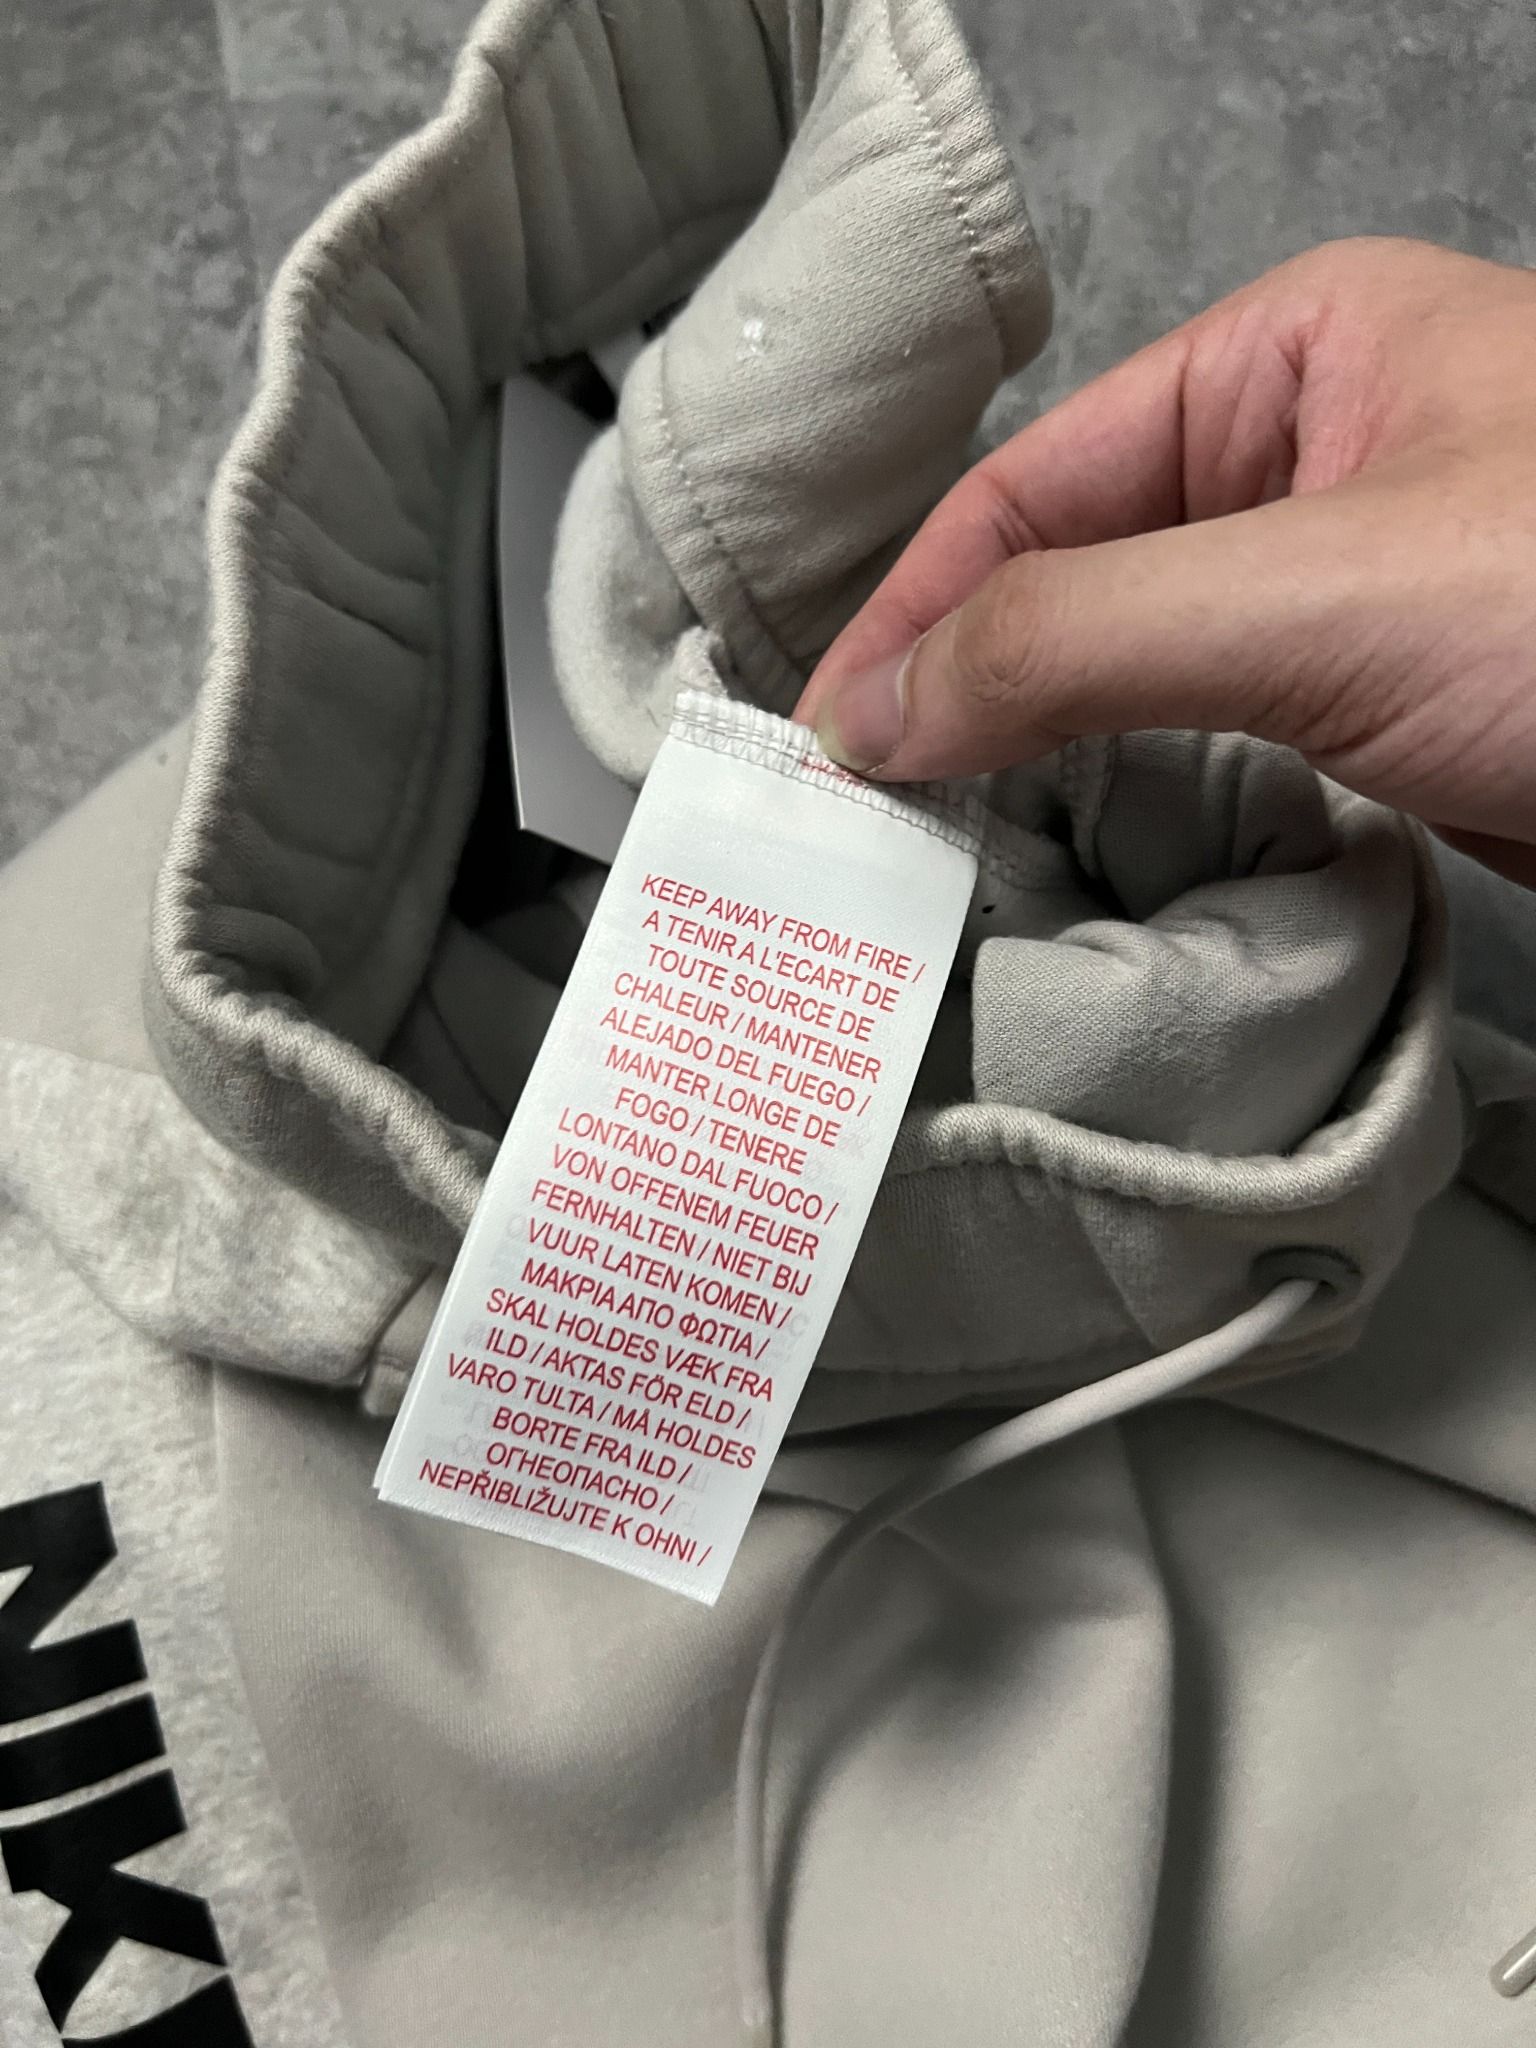 KEEP AWAY FROM FIRE /
A TENIR A L'ECART DE
TOUTE SOURCE DE
CHALEUR / MANTENER
ALEJADO DEL FUEGO /
MANTER LONGE DE
FOGO / TENERE
LONTANO DAL FUOCO /
VON OFFENEM FEUER
FERNHALTEN / NIET BIJ
VUUR LATEN KOMEN /
ΜΑΚΡΙΑ ΑΠΟ ΦΩΤΙΑ /
SKAL HOLDES VÆK FRA
ILD / AKTAS FÖR ELD /
VARO TULTA / MÅ HOLDES
BORTE FRA ILD /
ОГНЕОПАСНО /
NEPŘIBLIŽUJTE K OHNI /
NIK